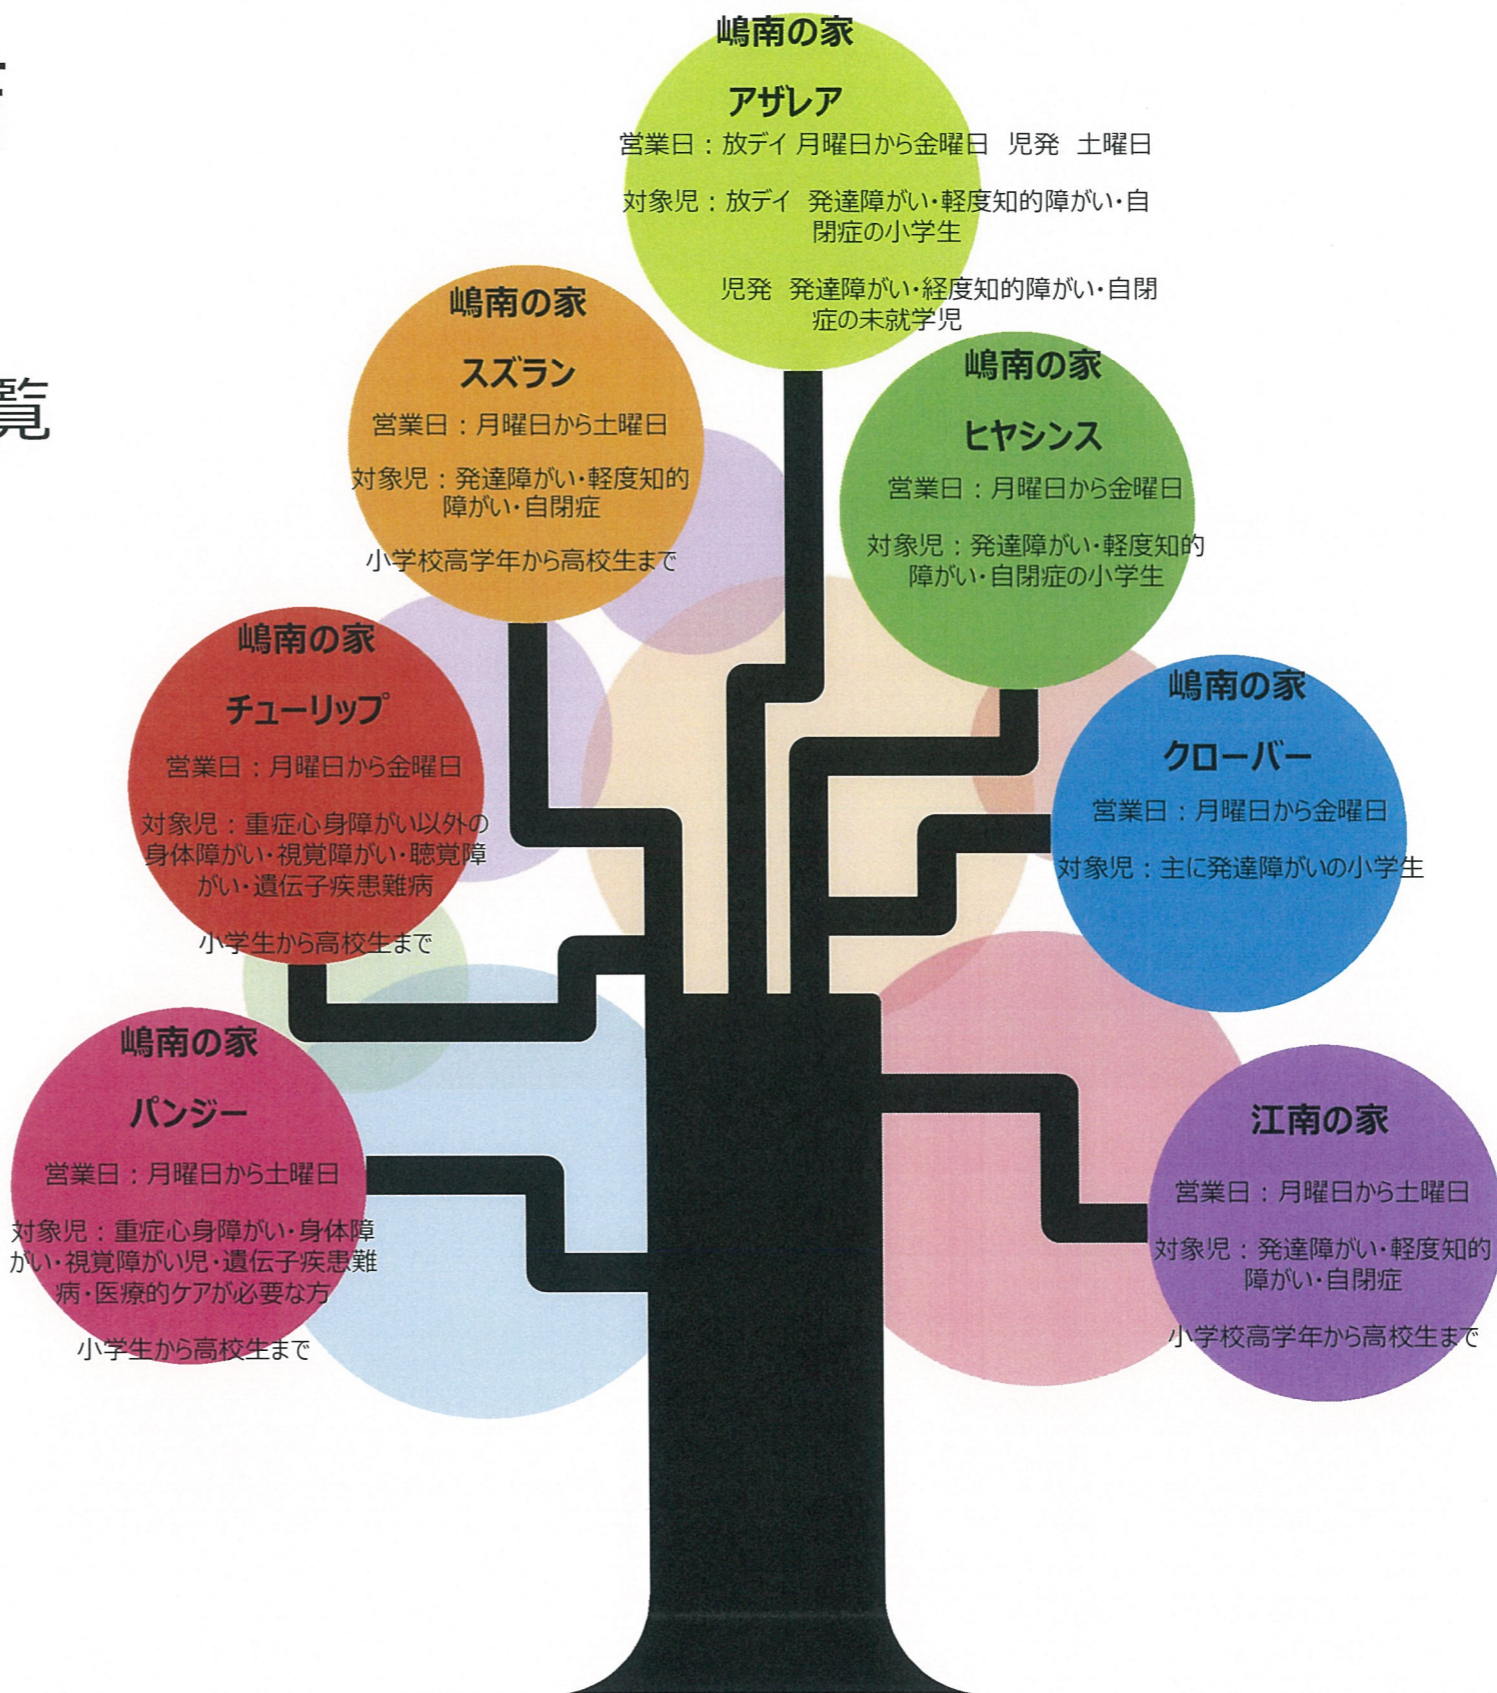 覧
嶋南の家
アザレア
営業日：放デイ 月曜日から金曜日 児発 土曜日
対象児：放デイ 発達障がい・軽度知的障がい・自
閉症の小学生
児発 発達障がい・経度知的障がい・自閉
症の未就学児
嶋南の家
スズラン
営業日：月曜日から土曜日
対象児：発達障がい・軽度知的
障がい・自閉症
小学校高学年から高校生まで
嶋南の家
ヒヤシンス
営業日：月曜日から金曜日
対象児：発達障がい・軽度知的
障がい・自閉症の小学生
嶋南の家
チューリップ
営業日：月曜日から金曜日
対象児：重症心身障がい以外の
身体障がい・視覚障がい・聴覚障
がい・遺伝子疾患難病
小学生から高校生まで
嶋南の家
クローバー
営業日：月曜日から金曜日
対象児：主に発達障がいの小学生
嶋南の家
パンジー
営業日：月曜日から土曜日
対象児：重症心身障がい・身体障
がい・視覚障がい児・遺伝子疾患難
病・医療的ケアが必要な方
小学生から高校生まで
江南の家
営業日：月曜日から土曜日
対象児：発達障がい・軽度知的
障がい・自閉症
小学校高学年から高校生まで